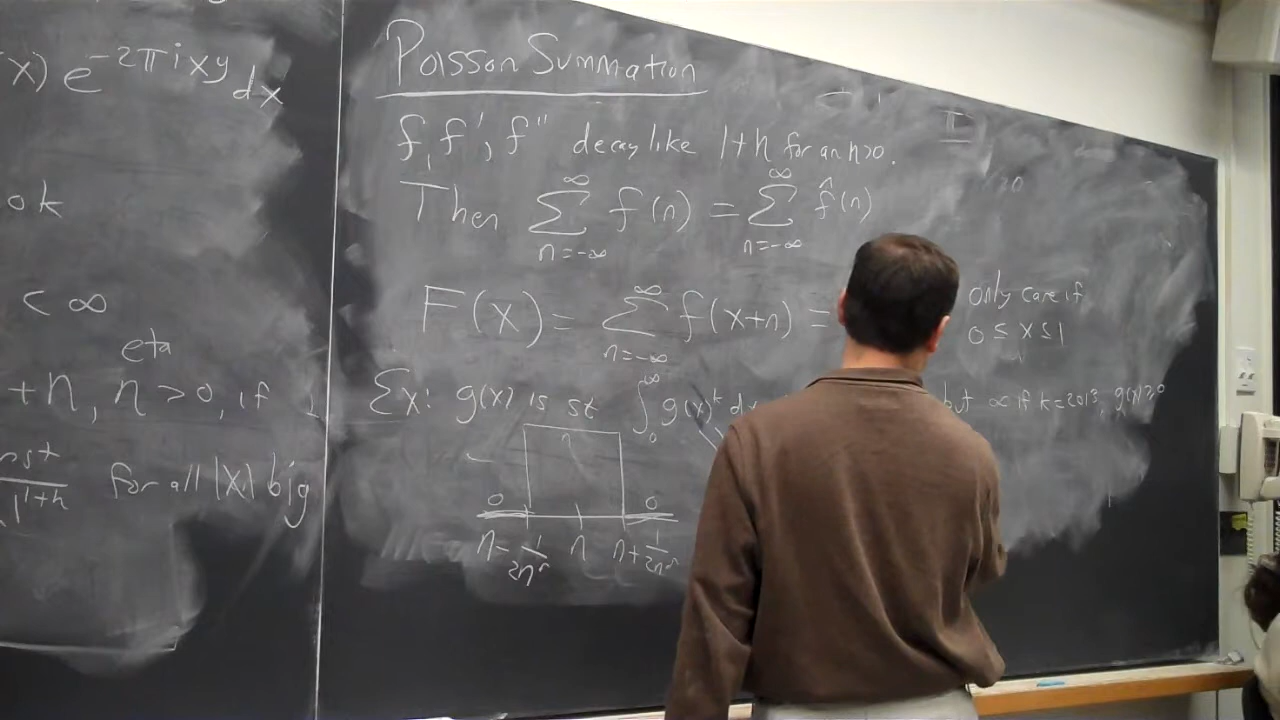 x) e^{-2πixy} dx
ok
< ∞
eta
+η, η > 0, if
nst
1+η
for all |x| big
Poisson Summation
f, f', f'' decay like 1+η for an η>0.
Then ∑_{n=-∞}^{∞} f(n) = ∑_{n=-∞}^{∞} f̂(n)
F(x) = ∑_{n=-∞}^{∞} f(x+n) =
only care if
0 ≤ x ≤ 1
Ex: g(x) is st ∫_0^∞ g(x)^k dx but ∞ if k=2013, g(x)≥0
0 0
n - 1/2n^r n n + 1/2n^r